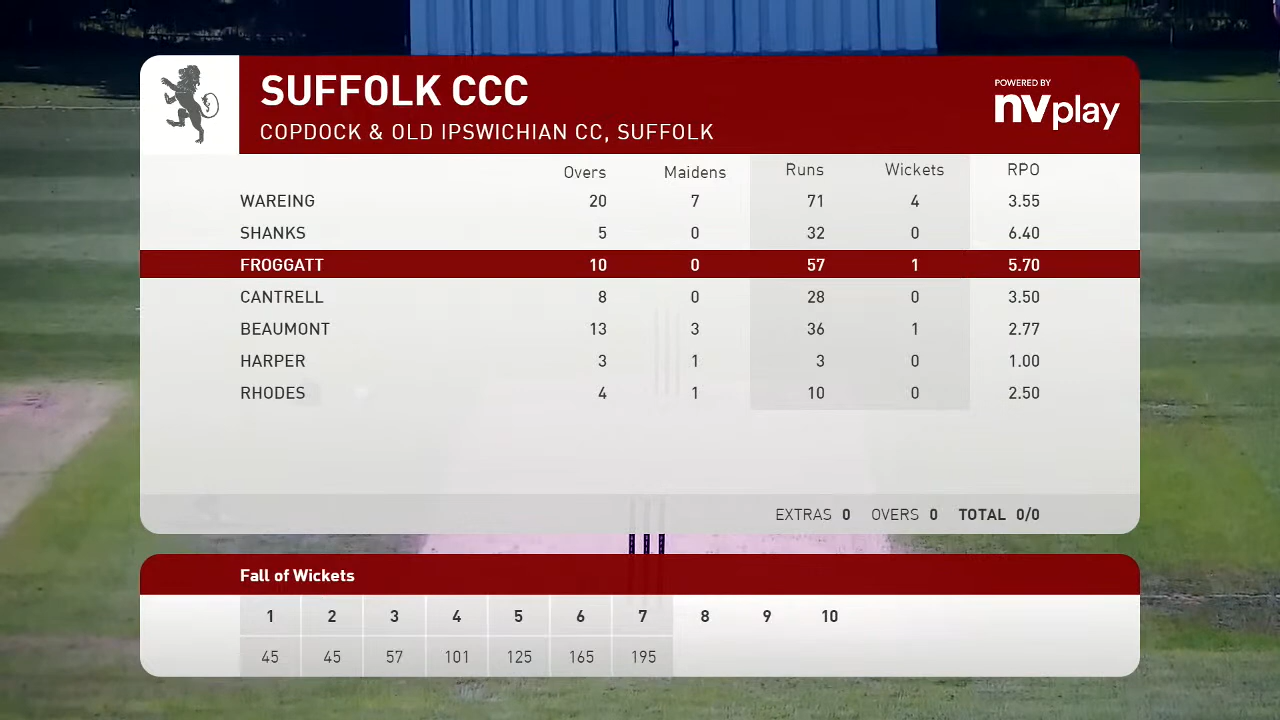 SUFFOLK CCC
COPDOCK & OLD IPSWICHIAN CC, SUFFOLK
POWERED BY
nvplay
Overs Maidens Runs Wickets RPO
WAREING 20 7 71 4 3.55
SHANKS 5 0 32 0 6.40
FROGGATT 10 0 57 1 5.70
CANTRELL 8 0 28 0 3.50
BEAUMONT 13 3 36 1 2.77
HARPER 3 1 3 0 1.00
RHODES 4 1 10 0 2.50
EXTRAS 0 OVERS 0 TOTAL 0/0
Fall of Wickets
1 2 3 4 5 6 7 8 9 10
45 45 57 101 125 165 195